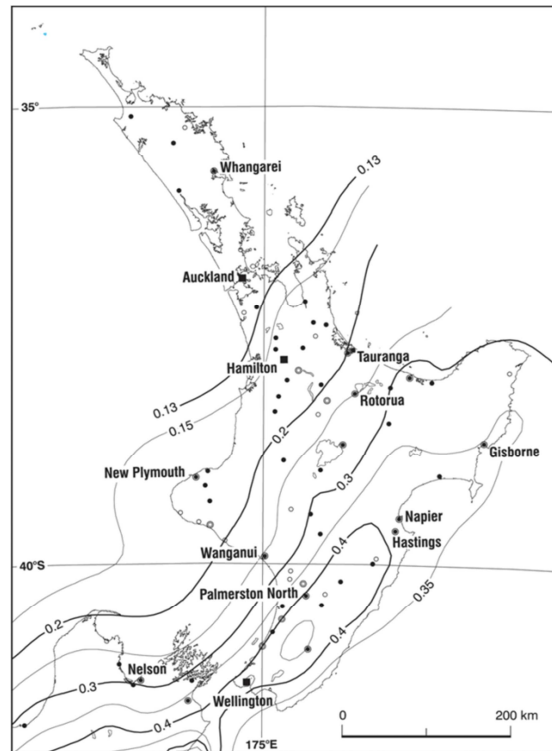 35°
0.13
Whangarei
Auckland
Tauranga
Hamilton
0.13
0.15
Rotorua
0.2
0.3
Gisborne
New Plymouth
Napier
Hastings
0.4
Wanganui
40°S
0.35
Palmerston North
0.2
0.4
Nelson
0.3
Wellington
0.4
175°E
0
200 km